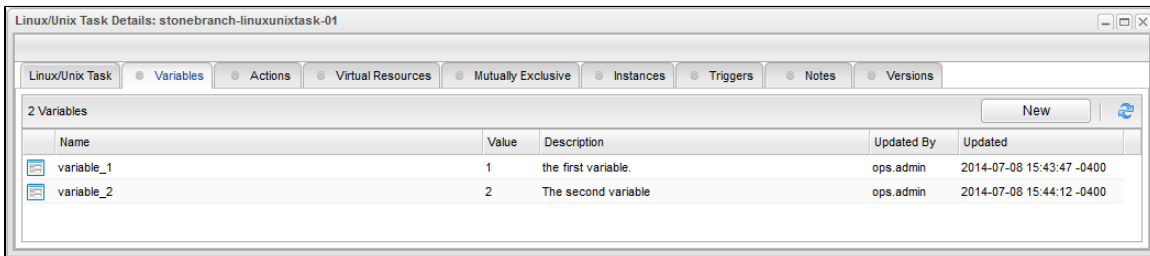 Linux/Unix Task Details: stonebranch-linuxunixtask-01
Linux/Unix Task Variables Actions Virtual Resources Mutually Exclusive Instances Triggers Notes Versions
2 Variables New
Name Value Description Updated By Updated
variable_1 1 the first variable. ops.admin 2014-07-08 15:43:47 -0400
variable_2 2 The second variable ops.admin 2014-07-08 15:44:12 -0400